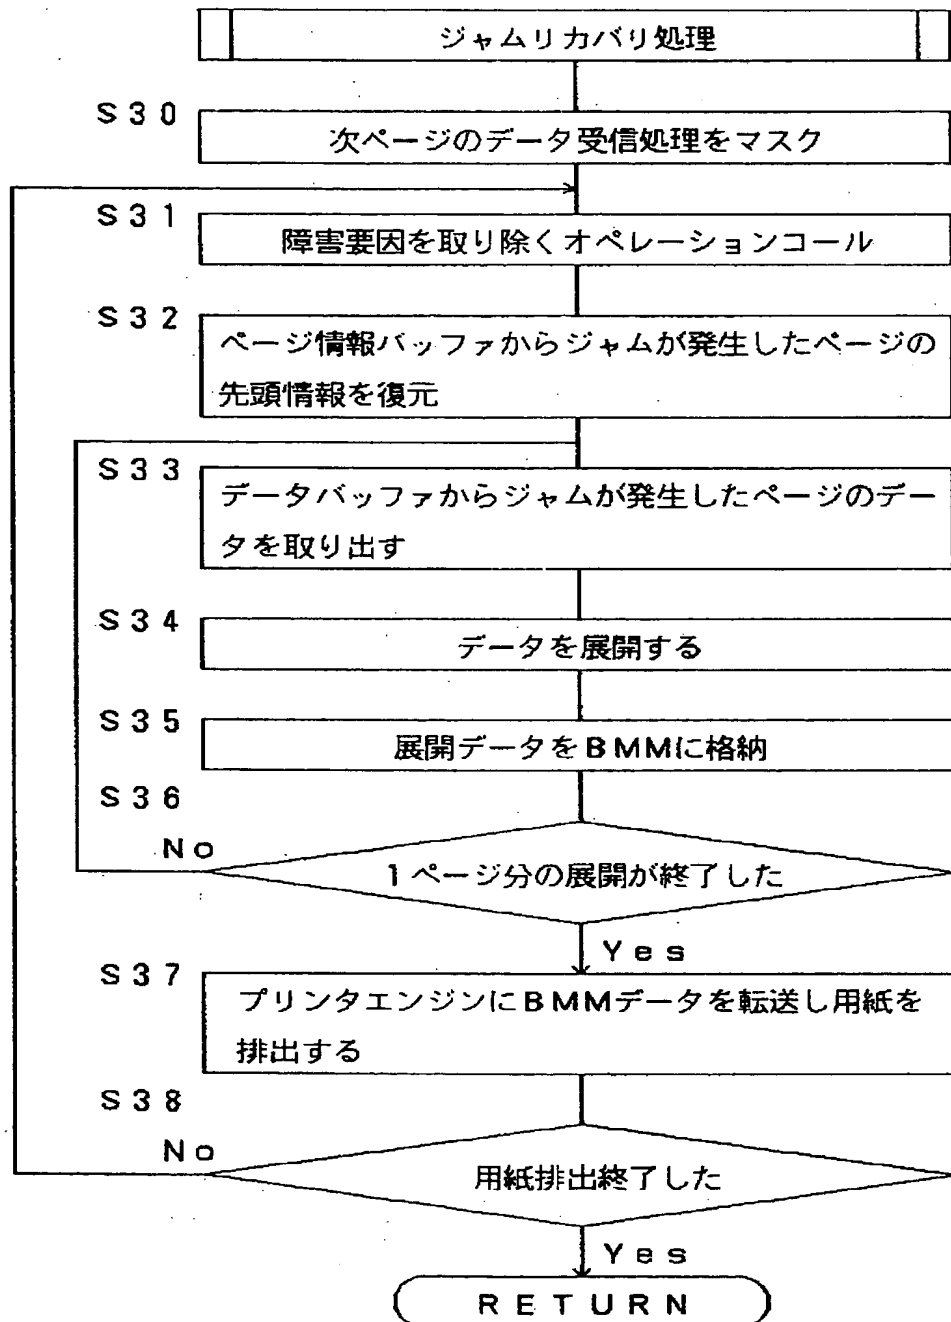 ジャムリカバリ処理
S30
次ページのデータ受信処理をマスク
S31
障害要因を取り除くオペレーションコール
S32
ページ情報バッファからジャムが発生したページの
先頭情報を復元
S33
データバッファからジャムが発生したページのデー
タを取り出す
S34
データを展開する
S35
展開データをBMMに格納
S36
No
1ページ分の展開が終了した
Yes
S37
プリンタエンジンにBMMデータを転送し用紙を
排出する
S38
No
用紙排出終了した
Yes
RETURN